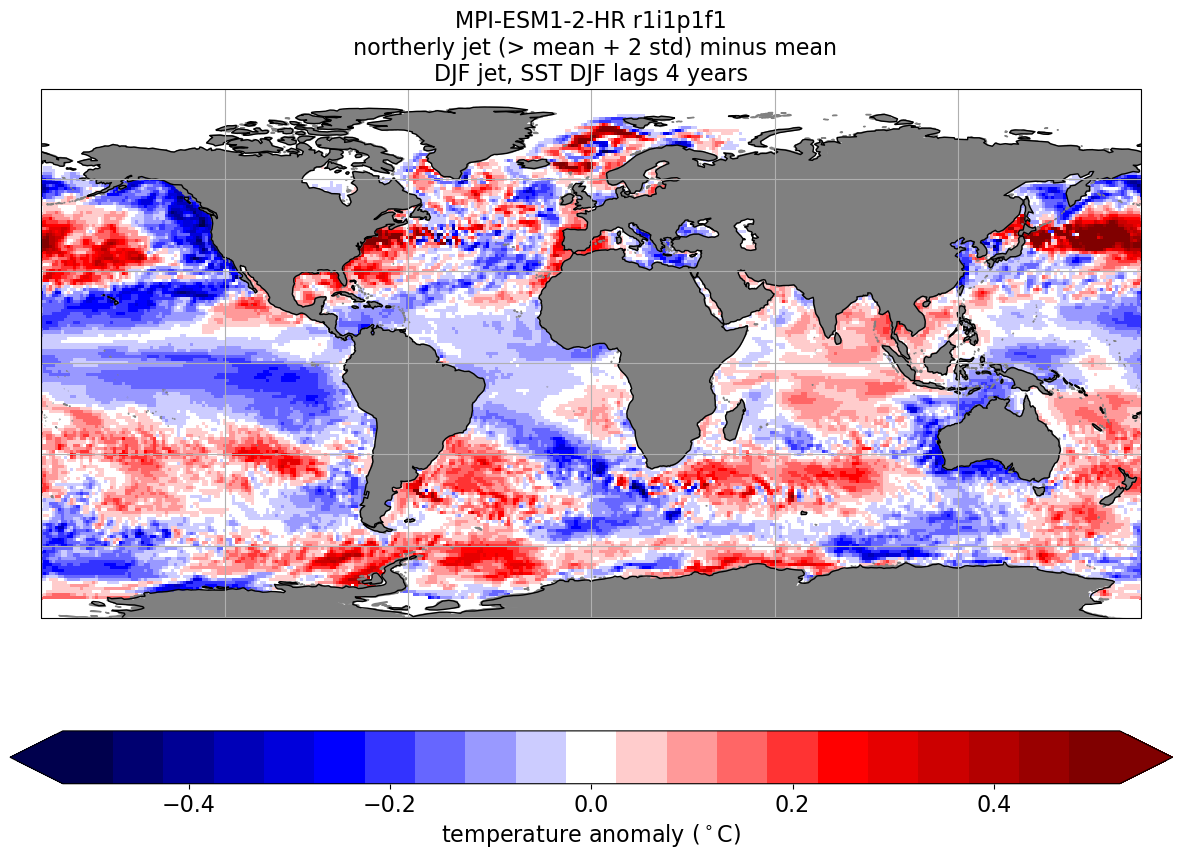 MPI-ESM1-2-HR r1i1p1f1
northerly jet (> mean + 2 std) minus mean
DJF jet, SST DJF lags 4 years
−0.4 −0.2 0.0 0.2 0.4
temperature anomaly (°C)